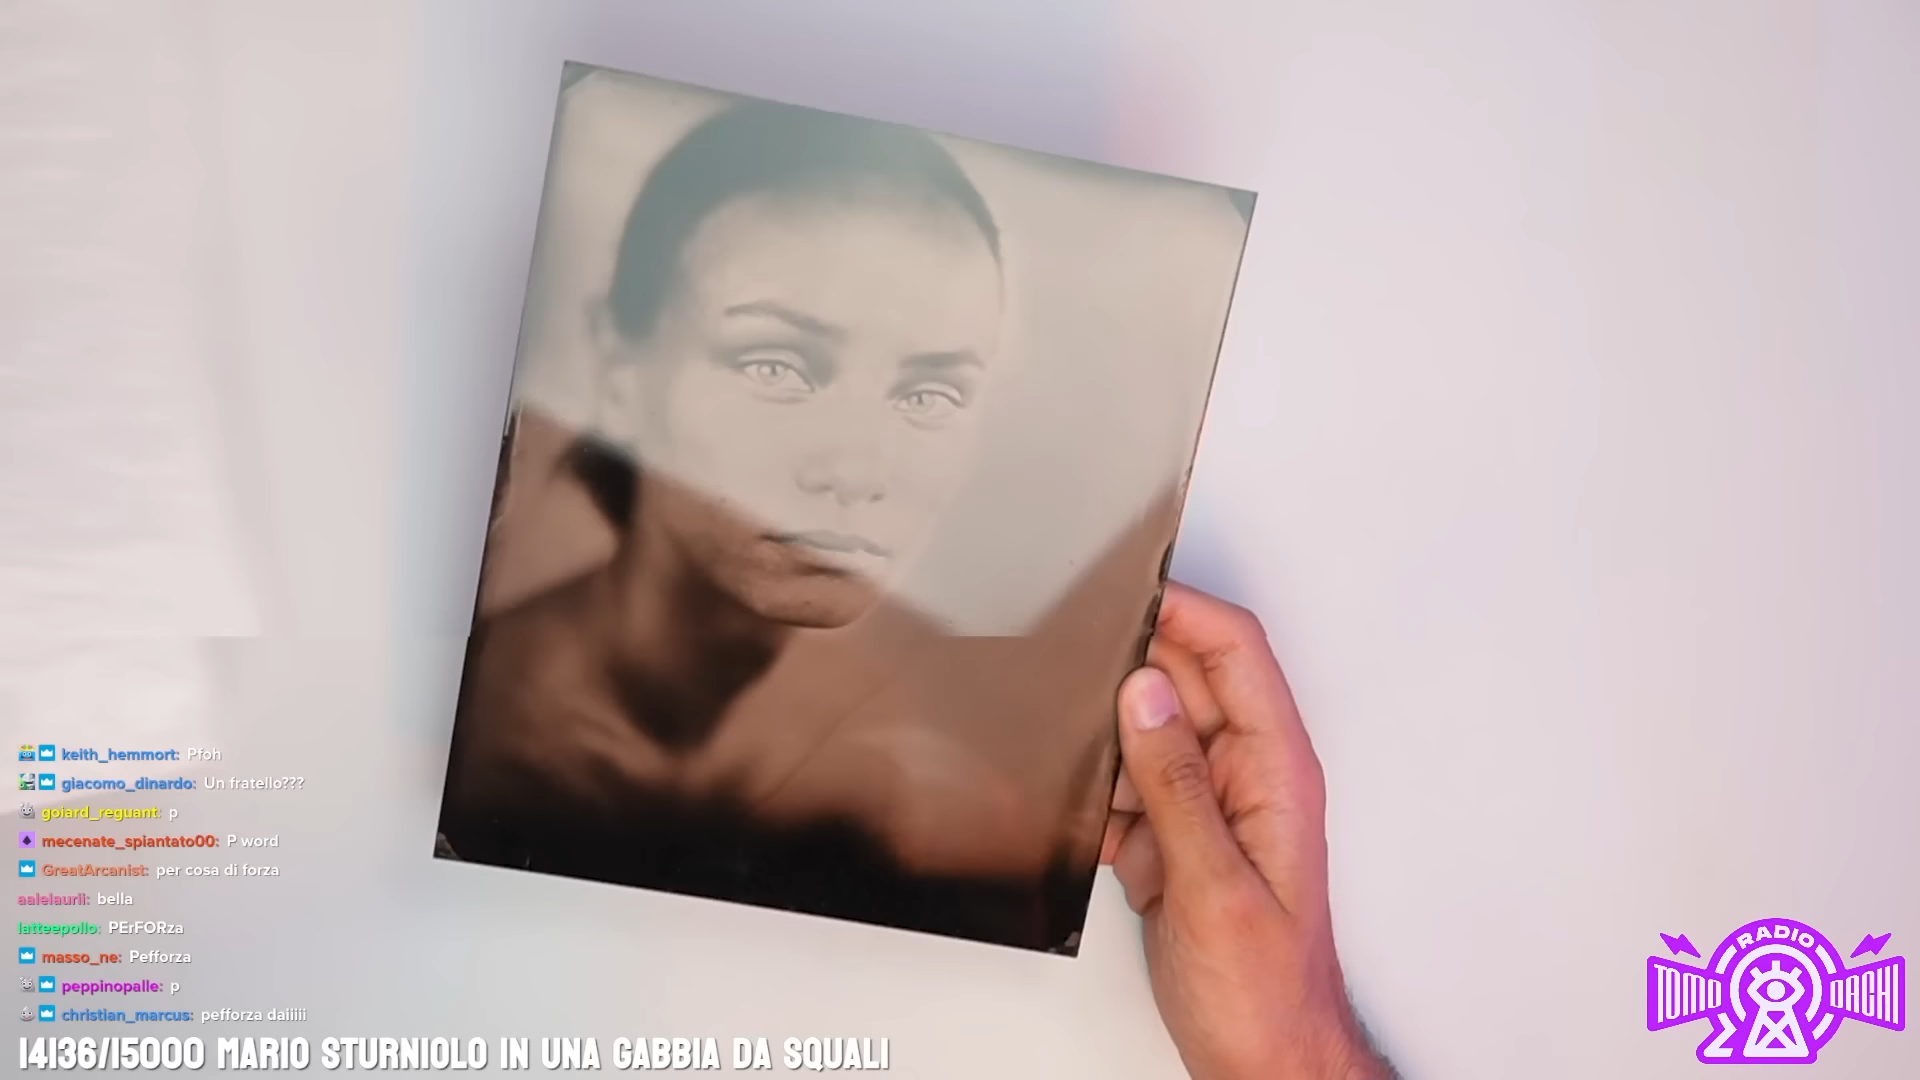 keith_hemmort: Pfoh
giacomo_dinardo: Un fratello???
goiard_reguant: p
mecenate_spiantato00: P word
GreatArcanist: per cosa di forza
aalelaurii: bella
latteepollo: PErFORza
masso_ne: Pefforza
peppinopalle: p
christian_marcus: pefforza daiiiii
14136/15000 MARIO STURNIOLO IN UNA GABBIA DA SQUALI
RADIO
TOMO DACHI